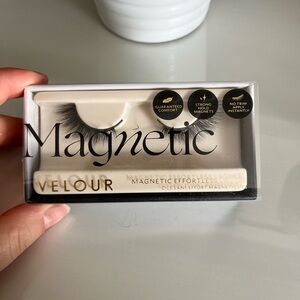 GUARANTEED
COMFORT
STRONG
HOLD
MAGNETS
NO TRIM
APPLY
INSTANTLY
Magnetic
VELOUR
MAGNETIC EFFORTLESS